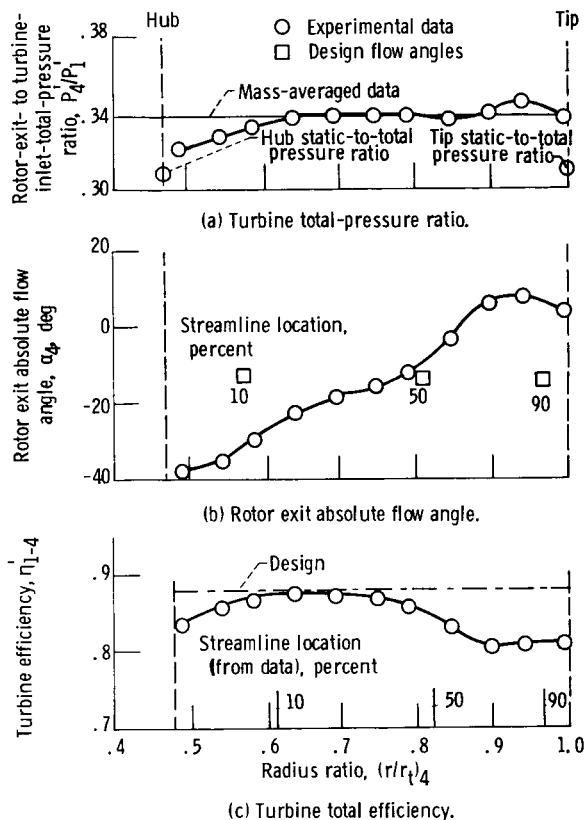 Hub
Tip
○ Experimental data
□ Design flow angles
Rotor-exit- to turbine-
inlet-total-pressure
ratio, P4'/P1'
.38
.34
.30
Mass-averaged data
Hub static-to-total
pressure ratio
Tip static-to-total
pressure ratio
(a) Turbine total-pressure ratio.
Rotor exit absolute flow
angle, α4, deg
20
0
-20
-40
Streamline location,
percent
10
50
90
(b) Rotor exit absolute flow angle.
Turbine efficiency, η1-4'
.9
.8
.7
Design
Streamline location
(from data), percent
10
50
90
.4 .5 .6 .7 .8 .9 1.0
Radius ratio, (r/rt)4
(c) Turbine total efficiency.